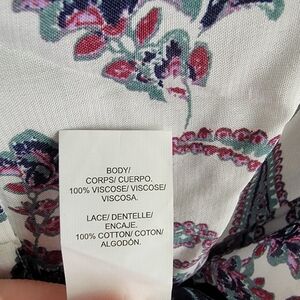 BODY/
CORPS/ CUERPO.
100% VISCOSE/ VISCOSE/
VISCOSA.
LACE/ DENTELLE/
ENCAJE.
100% COTTON/ COTON/
ALGODÓN.